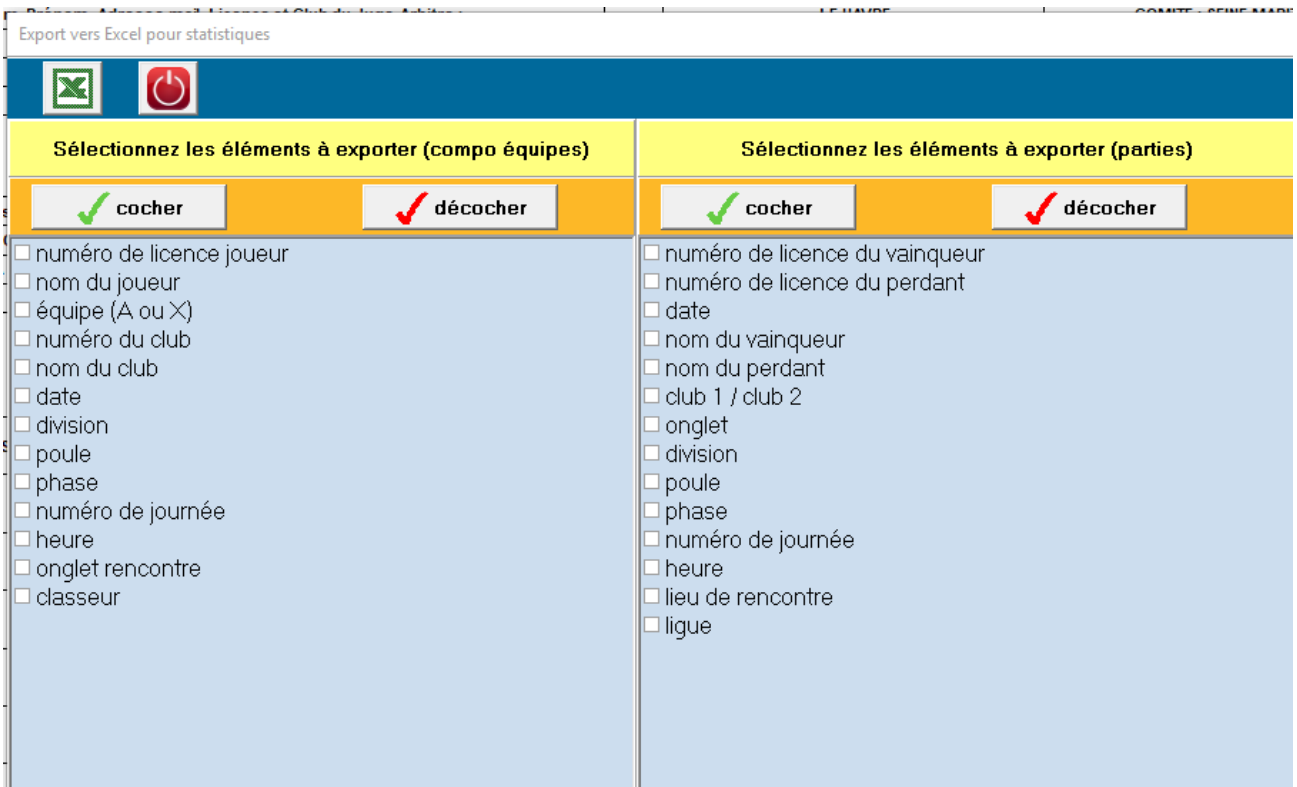 LE HAVRE
Export vers Excel pour statistiques
Sélectionnez les éléments à exporter (compo équipes)
cocher
décocher
numéro de licence joueur
nom du joueur
équipe (A ou X)
numéro du club
nom du club
date
division
poule
phase
numéro de journée
heure
onglet rencontre
classeur
Sélectionnez les éléments à exporter (parties)
cocher
décocher
numéro de licence du vainqueur
numéro de licence du perdant
date
nom du vainqueur
nom du perdant
club 1 / club 2
onglet
division
poule
phase
numéro de journée
heure
lieu de rencontre
ligue